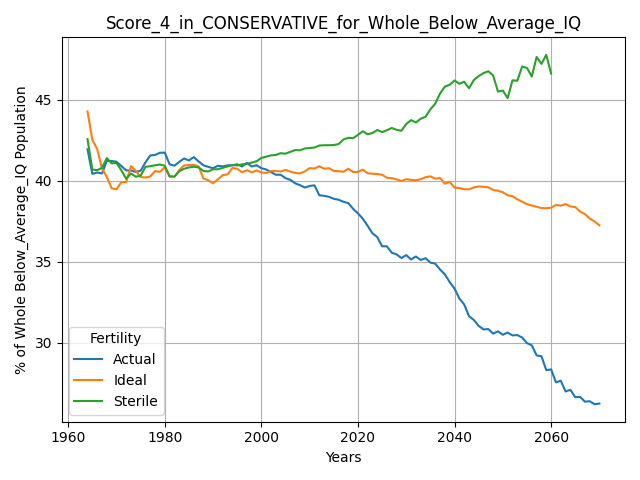 Score_4_in_CONSERVATIVE_for_Whole_Below_Average_IQ
% of Whole Below_Average_IQ Population
45
40
35
30
Fertility
Actual
Ideal
Sterile
1960
1980
2000
2020
2040
2060
Years